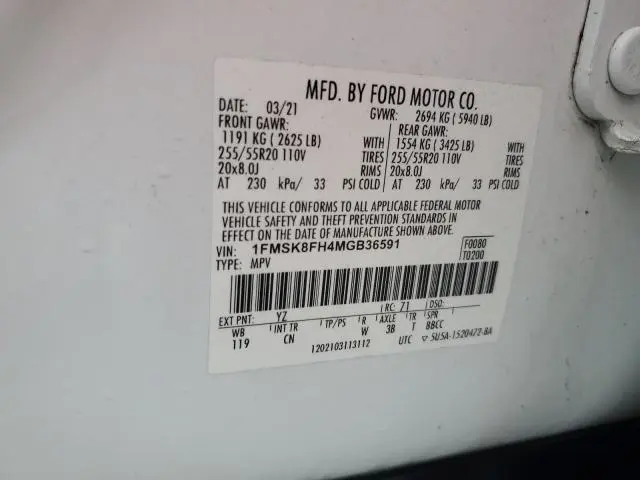 MFD. BY FORD MOTOR CO.
DATE: 03/21 GVWR: 2694 KG ( 5940 LB)
FRONT GAWR: REAR GAWR:
1191 KG ( 2625 LB) WITH 1554 KG ( 3425 LB) WITH
255/55R20 110V TIRES 255/55R20 110V TIRES
20x8.0J RIMS 20x8.0J RIMS
AT 230 kPa/ 33 PSI COLD AT 230 kPa/ 33 PSI COLD
THIS VEHICLE CONFORMS TO ALL APPLICABLE FEDERAL MOTOR
VEHICLE SAFETY AND THEFT PREVENTION STANDARDS IN
EFFECT ON THE DATE OF MANUFACTURE SHOWN ABOVE.
VIN: 1FMSK8FH4MGB36591 F0080
TYPE: MPV T0200
EXT PNT: YZ RC: 71 DSO:
WB INT TR TP/PS R AXLE TR SPR
119 CN W 3B T 8BCC
1202103113112 UTC ▽ 5U5A-1520472-BA